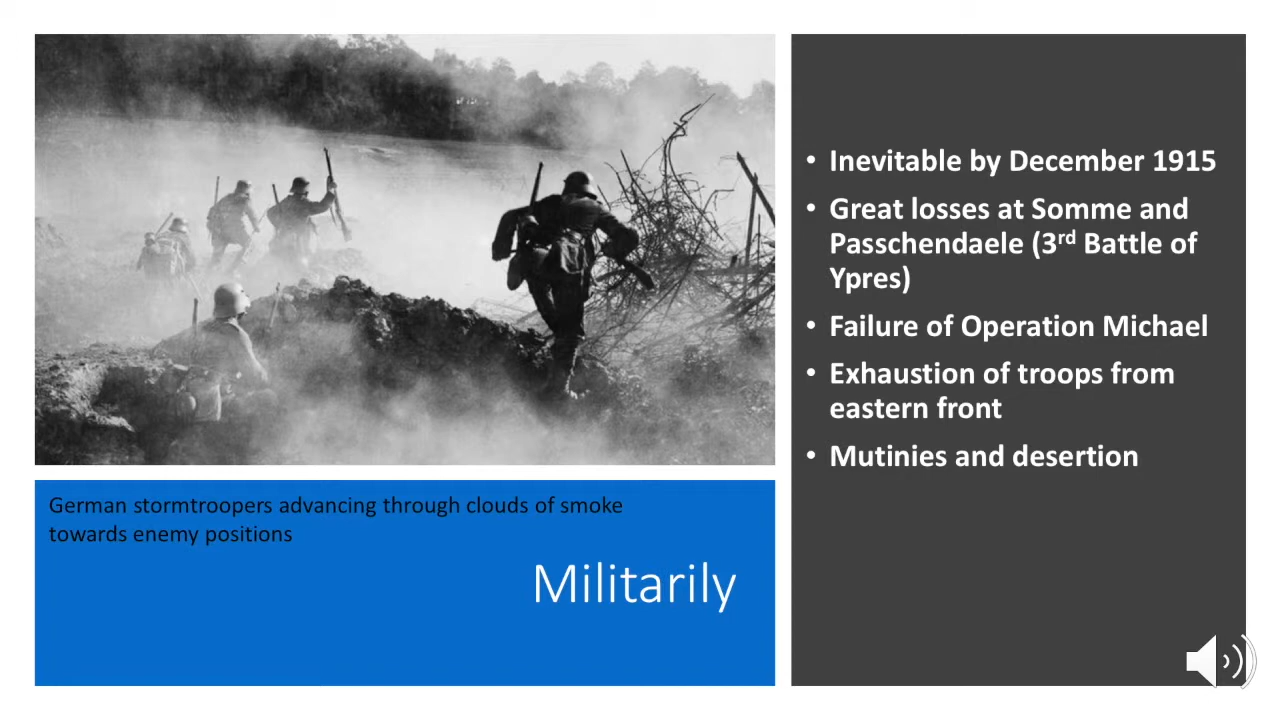 • Inevitable by December 1915
• Great losses at Somme and
Passchendaele (3rd Battle of
Ypres)
• Failure of Operation Michael
• Exhaustion of troops from
eastern front
• Mutinies and desertion
German stormtroopers advancing through clouds of smoke
towards enemy positions
Militarily